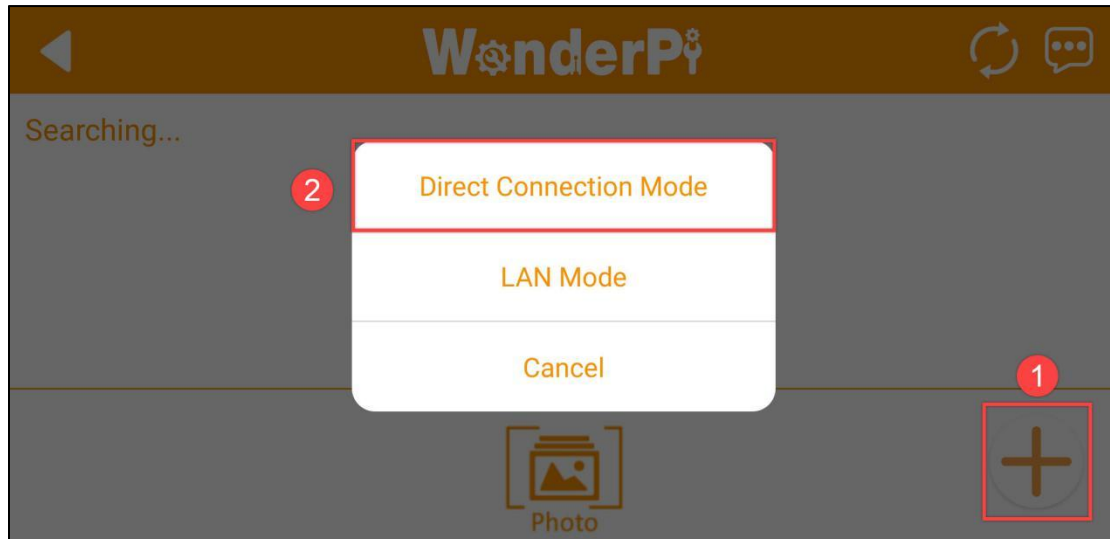 WonderPi
Searching...
2
Direct Connection Mode
LAN Mode
Cancel
1
Photo